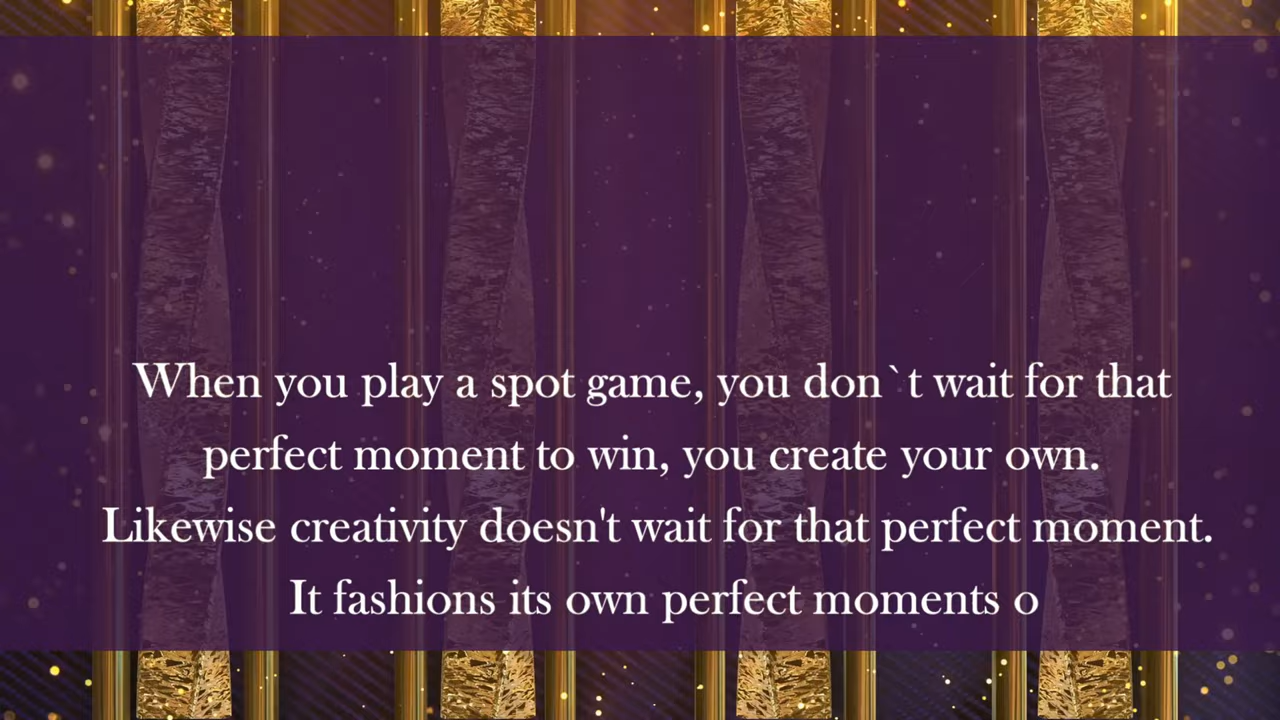 When you play a spot game, you don`t wait for that
perfect moment to win, you create your own.
Likewise creativity doesn't wait for that perfect moment.
It fashions its own perfect moments o